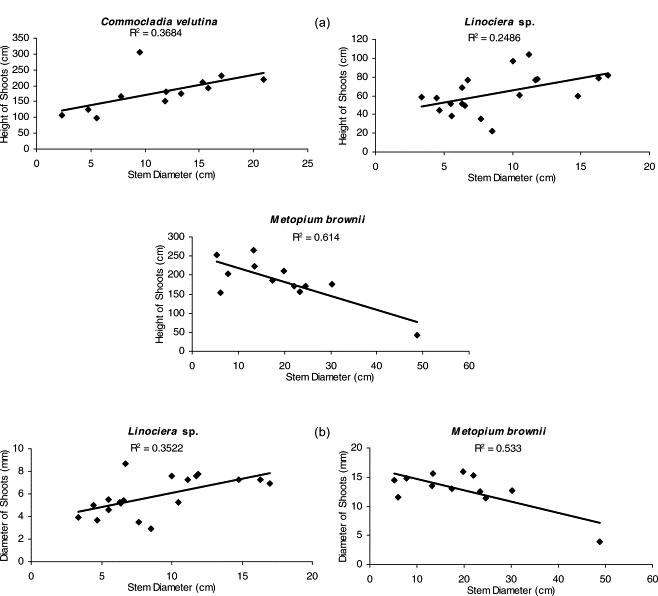 Commocladia velutina
R² = 0.3684
Height of Shoots (cm)
350
300
250
200
150
100
50
0
0 5 10 15 20 25
Stem Diameter (cm)
(a)
Linociera sp.
R² = 0.2486
Height of Shoots (cm)
120
100
80
60
40
20
0
0 5 10 15 20
Stem Diameter (cm)
Metopium brownii
R² = 0.614
Height of Shoots (cm)
300
250
200
150
100
50
0
0 10 20 30 40 50 60
Stem Diameter (cm)
Linociera sp.
R² = 0.3522
Diameter of Shoots (mm)
10
8
6
4
2
0
0 5 10 15 20
Stem Diameter (cm)
(b)
Metopium brownii
R² = 0.533
Diameter of Shoots (mm)
20
15
10
5
0
0 10 20 30 40 50 60
Stem Diameter (cm)